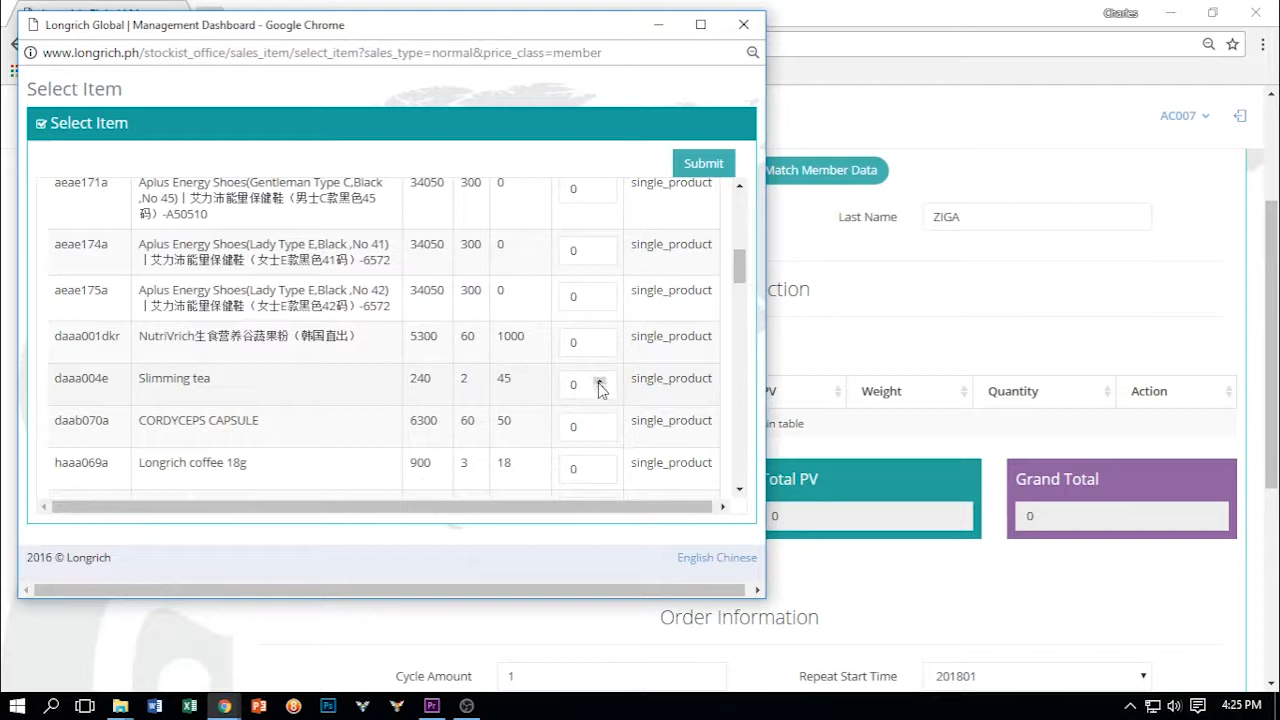 Longrich Global | Management Dashboard - Google Chrome
Charles
www.longrich.ph/stockist_office/sales_item/select_item?sales_type=normal&price_class=member
Select Item
Select Item
AC007
Submit
Match Member Data
Last Name
ZIGA
aeae171a
Aplus Energy Shoes(Gentleman Type C,Black
,No 45)丨艾力沛能量保健鞋（男士C款黑色45
码）-A50510
34050 300 0 0 single_product
aeae174a
Aplus Energy Shoes(Lady Type E,Black ,No 41)
丨艾力沛能量保健鞋（女士E款黑色41码）-6572
34050 300 0 0 single_product
aeae175a
Aplus Energy Shoes(Lady Type E,Black ,No 42)
丨艾力沛能量保健鞋（女士E款黑色42码）-6572
34050 300 0 0 single_product
daaa001dkr NutriVrich生食营养谷蔬果粉（韩国直出） 5300 60 1000 0 single_product
daaa004e Slimming tea 240 2 45 0 single_product
daab070a CORDYCEPS CAPSULE 6300 60 50 0 single_product
haaa069a Longrich coffee 18g 900 3 18 0 single_product
ction
PV Weight Quantity Action
in table
Total PV
0
Grand Total
0
2016 © Longrich
English Chinese
Order Information
Cycle Amount
1
Repeat Start Time
201801
4:25 PM